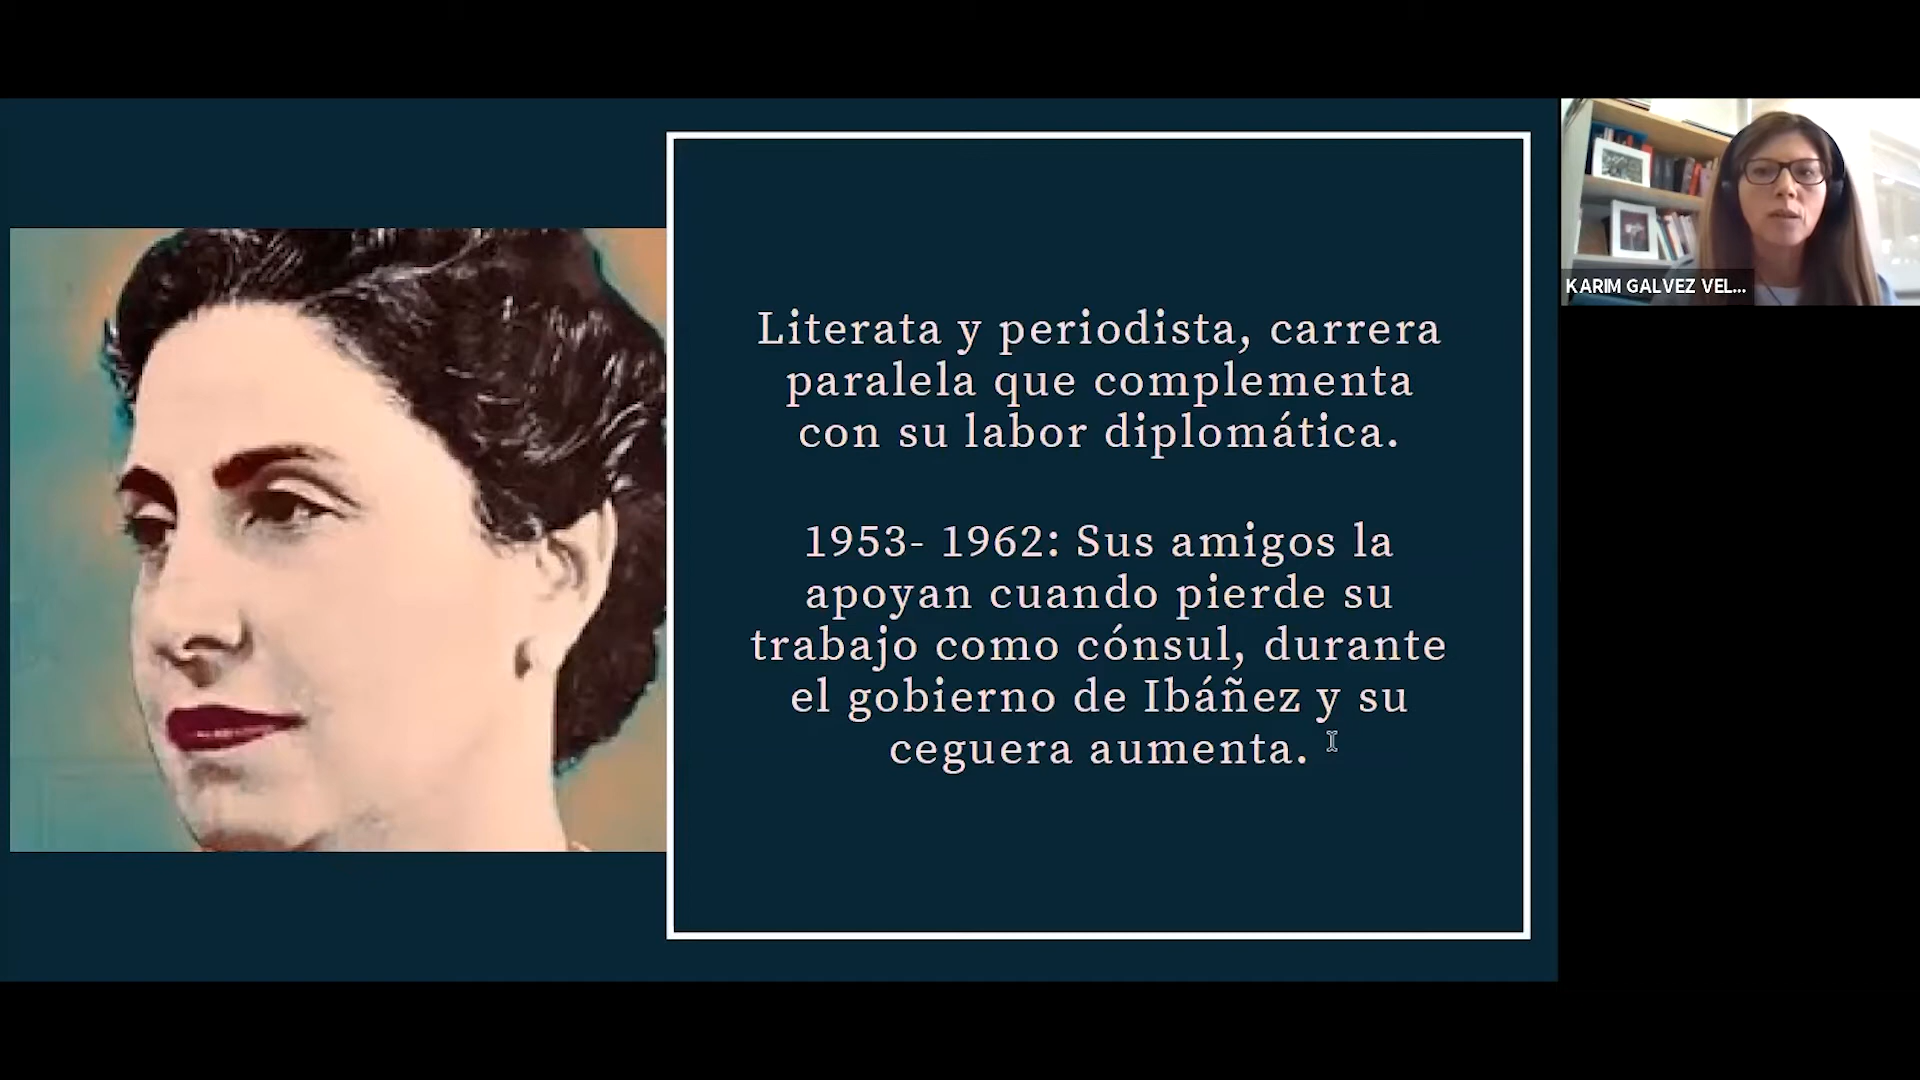 Literata y periodista, carrera
paralela que complementa
con su labor diplomática.
1953- 1962: Sus amigos la
apoyan cuando pierde su
trabajo como cónsul, durante
el gobierno de Ibáñez y su
ceguera aumenta.
KARIM GALVEZ VEL...